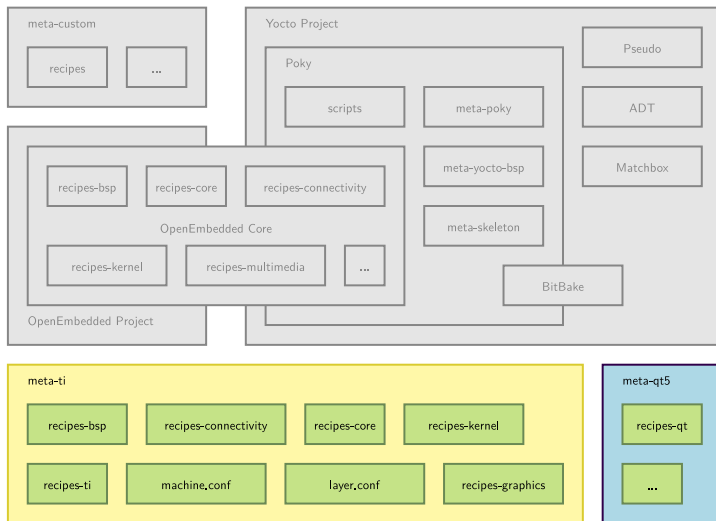 meta-custom
recipes
...
Yocto Project
Poky
scripts
meta-poky
meta-yocto-bsp
meta-skeleton
Pseudo
ADT
Matchbox
BitBake
recipes-bsp
recipes-core
recipes-connectivity
OpenEmbedded Core
recipes-kernel
recipes-multimedia
...
OpenEmbedded Project
meta-ti
recipes-bsp
recipes-connectivity
recipes-core
recipes-kernel
recipes-ti
machine.conf
layer.conf
recipes-graphics
meta-qt5
recipes-qt
...